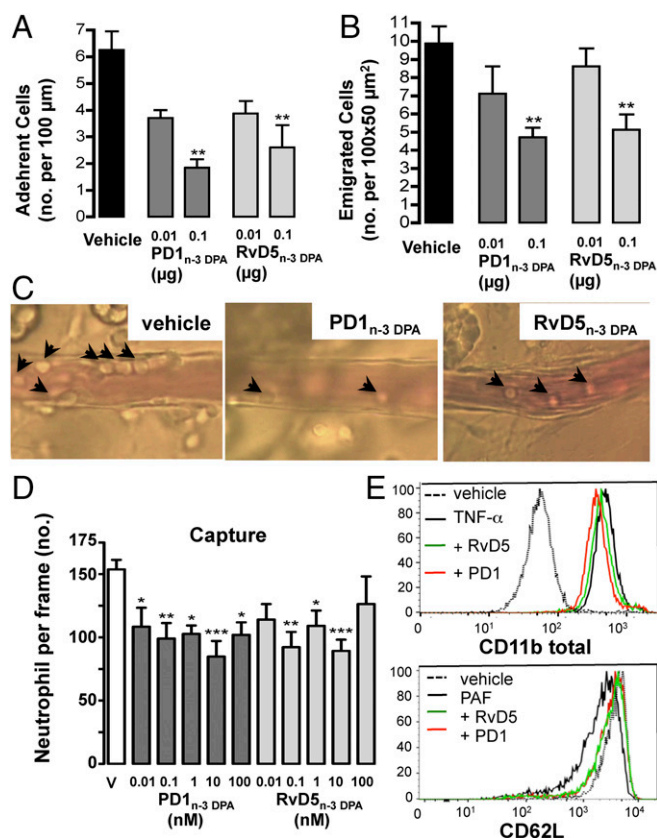 A
Adehrent Cells
(no. per 100 µm)
7
6
5
4
3
2
1
0
Vehicle
** **
0.01 0.1 0.01 0.1
PD1n-3 DPA RvD5n-3 DPA
(µg) (µg)
B
Emigrated Cells
(no. per 100x50 µm²)
11
10
9
8
7
6
5
4
3
2
1
0
Vehicle
** **
0.01 0.1 0.01 0.1
PD1n-3 DPA RvD5n-3 DPA
(µg) (µg)
C
vehicle
PD1n-3 DPA
RvD5n-3 DPA
D
Capture
Neutrophil per frame (no.)
175
150
125
100
75
50
25
0
* ** * *** * ** * ***
V 0.01 0.1 1 10 100 0.01 0.1 1 10 100
PD1n-3 DPA RvD5n-3 DPA
(nM) (nM)
E
100
80
60
40
20
0
vehicle
TNF-α
+ RvD5
+ PD1
0 10¹ 10² 10³
CD11b total
100
80
60
40
20
0
vehicle
PAF
+ RvD5
+ PD1
0 10² 10³ 10⁴
CD62L